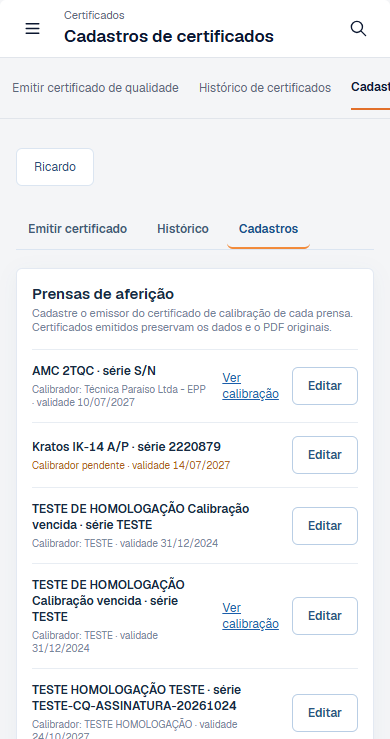 Certificados
Cadastros de certificados
Emitir certificado de qualidade
Histórico de certificados
Ricardo
Emitir certificado
Histórico
Cadastros
Prensas de aferição
Cadastre o emissor do certificado de calibração de cada prensa.
Certificados emitidos preservam os dados e o PDF originais.
AMC 2TQC · série S/N
Calibrador: Técnica Paraiso Ltda - EPP
· validade 10/07/2027
Ver
calibração
Editar
Kratos IK-14 A/P · série 2220879
Calibrador pendente · validade 14/07/2027
Editar
TESTE DE HOMOLOGAÇÃO Calibração
vencida · série TESTE
Calibrador: TESTE · validade 31/12/2024
Editar
TESTE DE HOMOLOGAÇÃO
Calibração vencida · série
TESTE
Calibrador: TESTE · validade
31/12/2024
Ver
calibração
Editar
TESTE HOMOLOGAÇÃO TESTE · série
TESTE-CQ-ASSINATURA-20261024
Calibrador: TESTE HOMOLOGAÇÃO · validade
24/10/2027
Editar